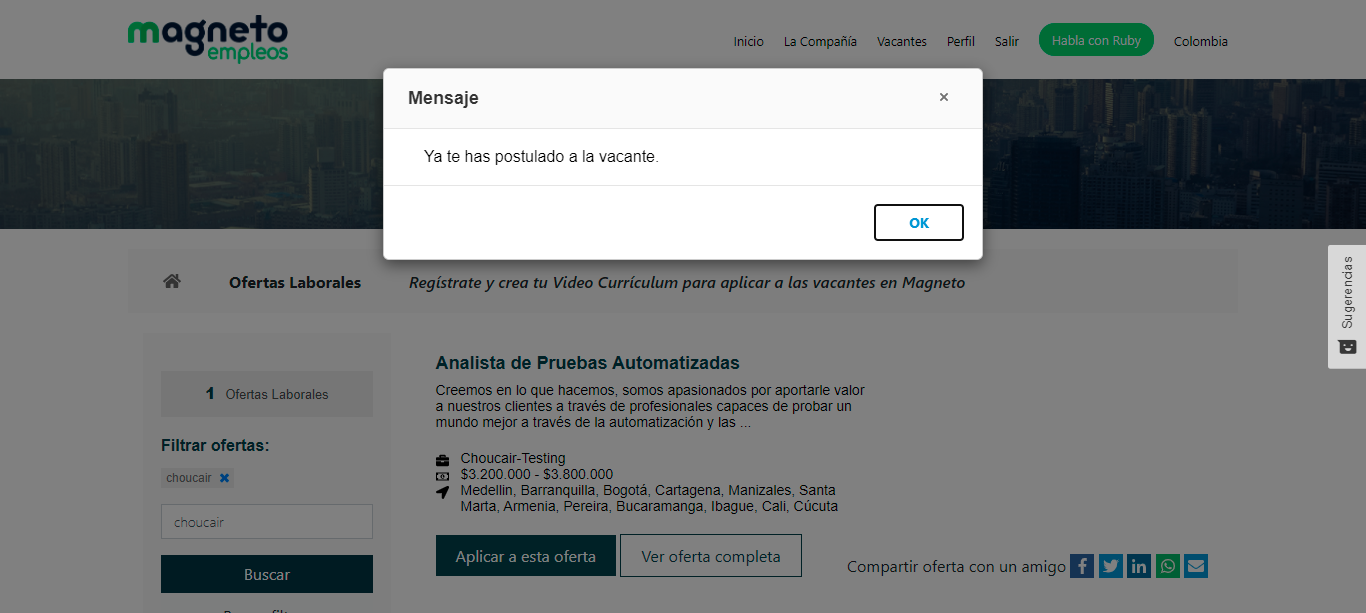 magneto
empleos
Inicio La Compañía Vacantes Perfil Salir Habla con Ruby Colombia
Mensaje ×
Ya te has postulado a la vacante.
OK
Ofertas Laborales Regístrate y crea tu Video Currículum para aplicar a las vacantes en Magneto
Sugerencias
1 Ofertas Laborales
Filtrar ofertas:
choucair ×
choucair
Buscar
Analista de Pruebas Automatizadas
Creemos en lo que hacemos, somos apasionados por aportarle valor
a nuestros clientes a través de profesionales capaces de probar un
mundo mejor a través de la automatización y las ...
Choucair-Testing
$3.200.000 - $3.800.000
Medellin, Barranquilla, Bogotá, Cartagena, Manizales, Santa
Marta, Armenia, Pereira, Bucaramanga, Ibague, Cali, Cúcuta
Aplicar a esta oferta Ver oferta completa
Compartir oferta con un amigo